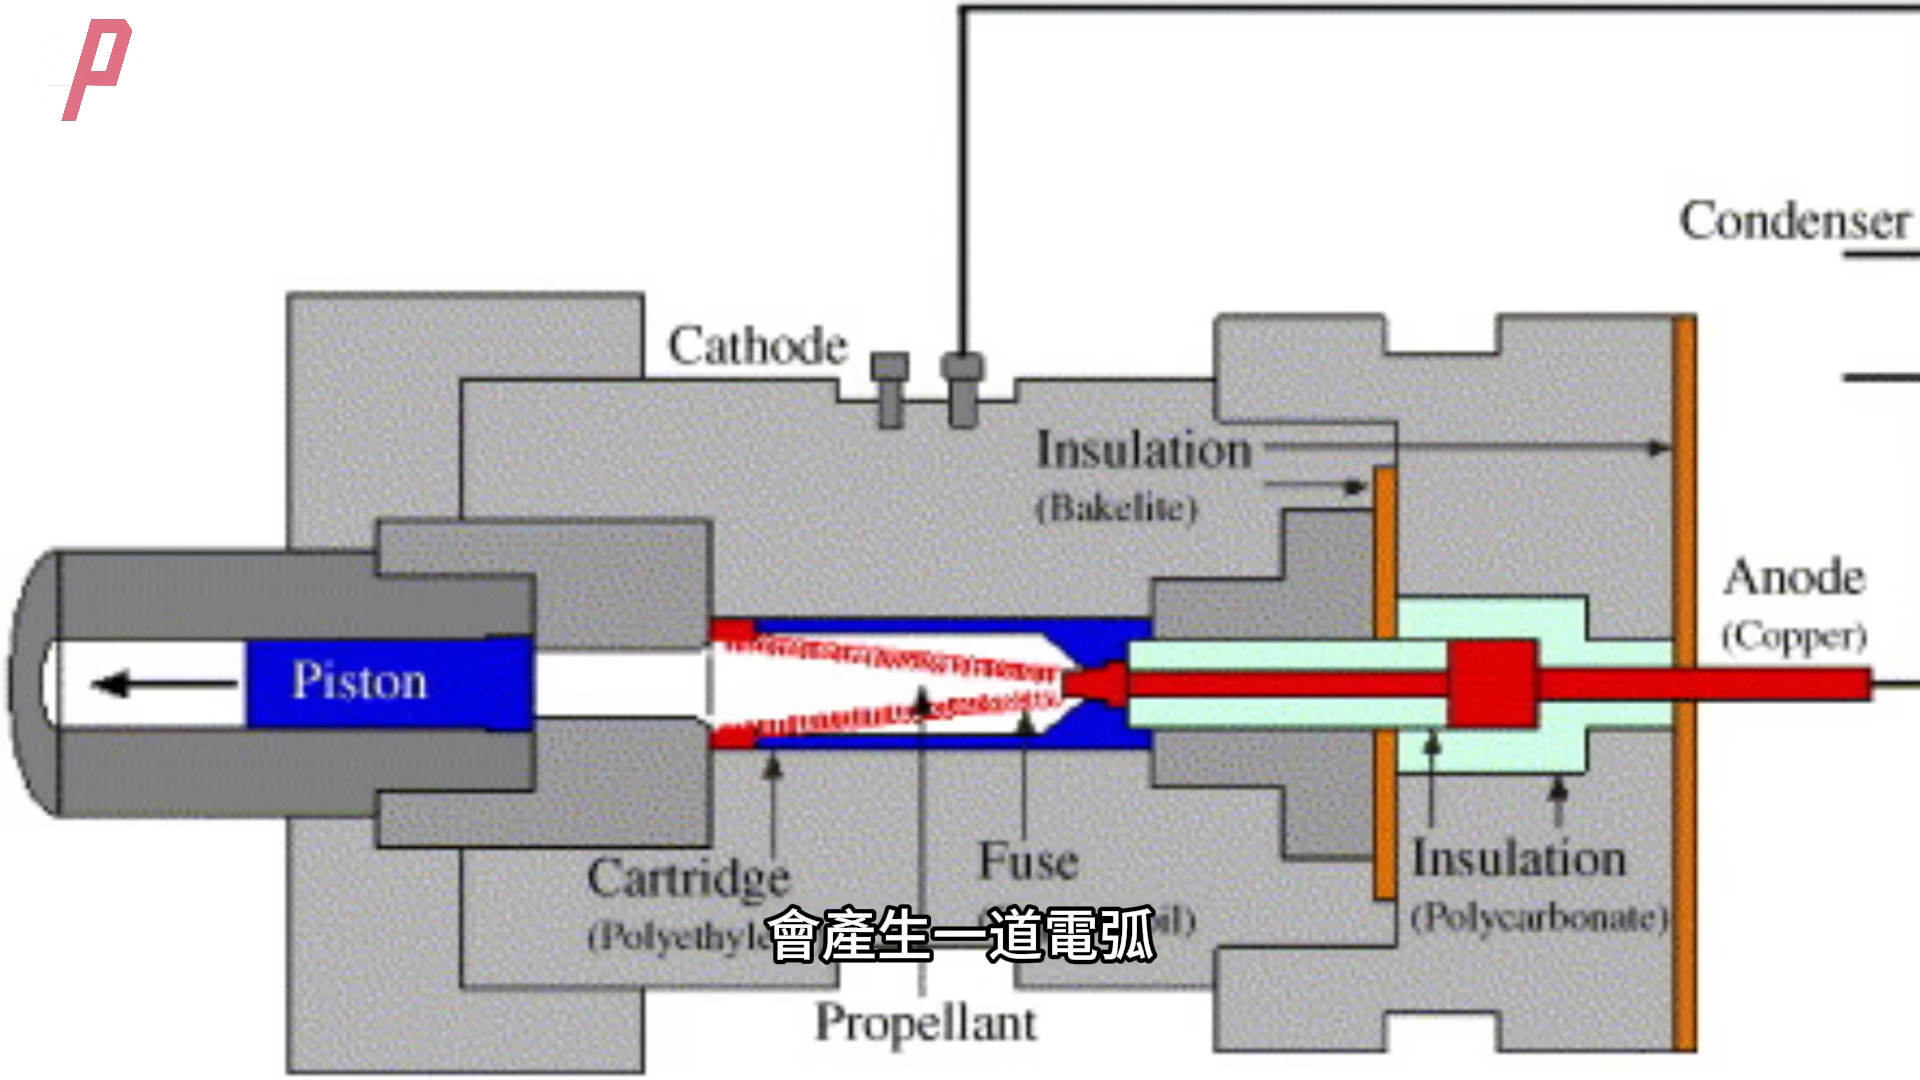 P
Condenser
Cathode
Insulation
(Bakelite)
Anode
(Copper)
Piston
Cartridge
Fuse
Insulation
(Polycarbonate)
會產生一道電弧
Propellant